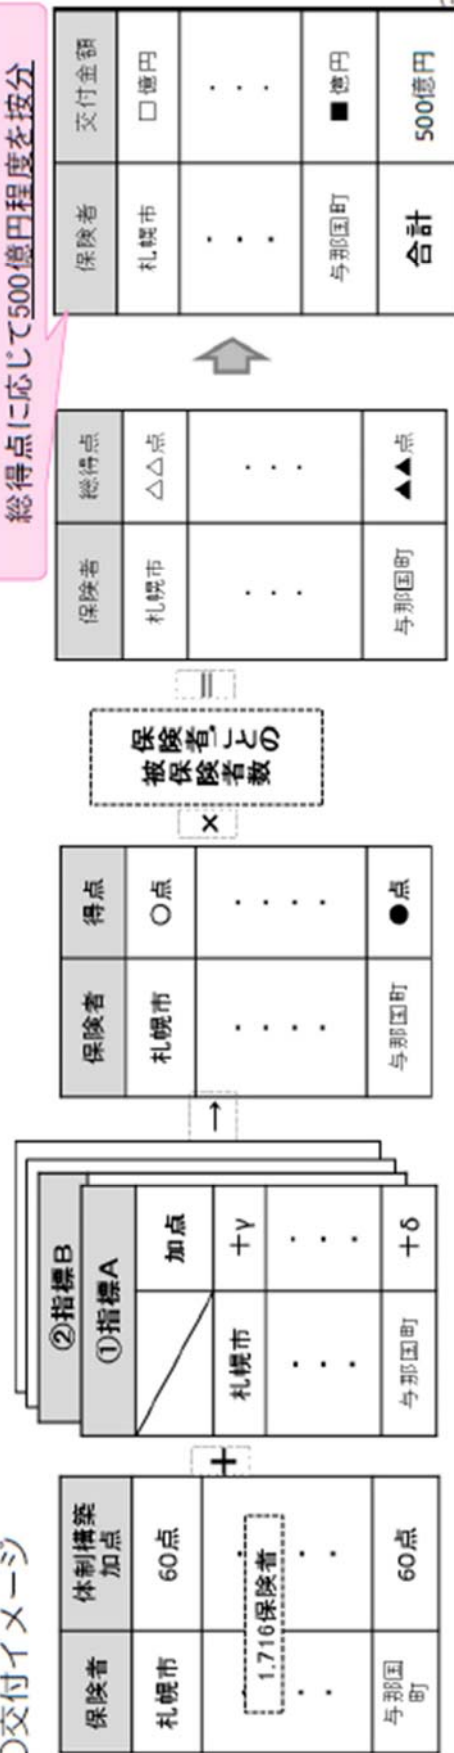 ○交付イメージ
保険者 体制構築加点
札幌市 60点
1,716保険者
与那国町 60点
+
②指標B
①指標A
加点
札幌市 +γ
与那国町 +δ
→
保険者 得点
札幌市 ○点
与那国町 ●点
×
保険者ごとの
被保険者数
=
保険者 総得点
札幌市 △△点
与那国町 ▲▲点
総得点に応じて500億円程度を按分
保険者 交付金額
札幌市 □億円
与那国町 ■億円
合計 500億円